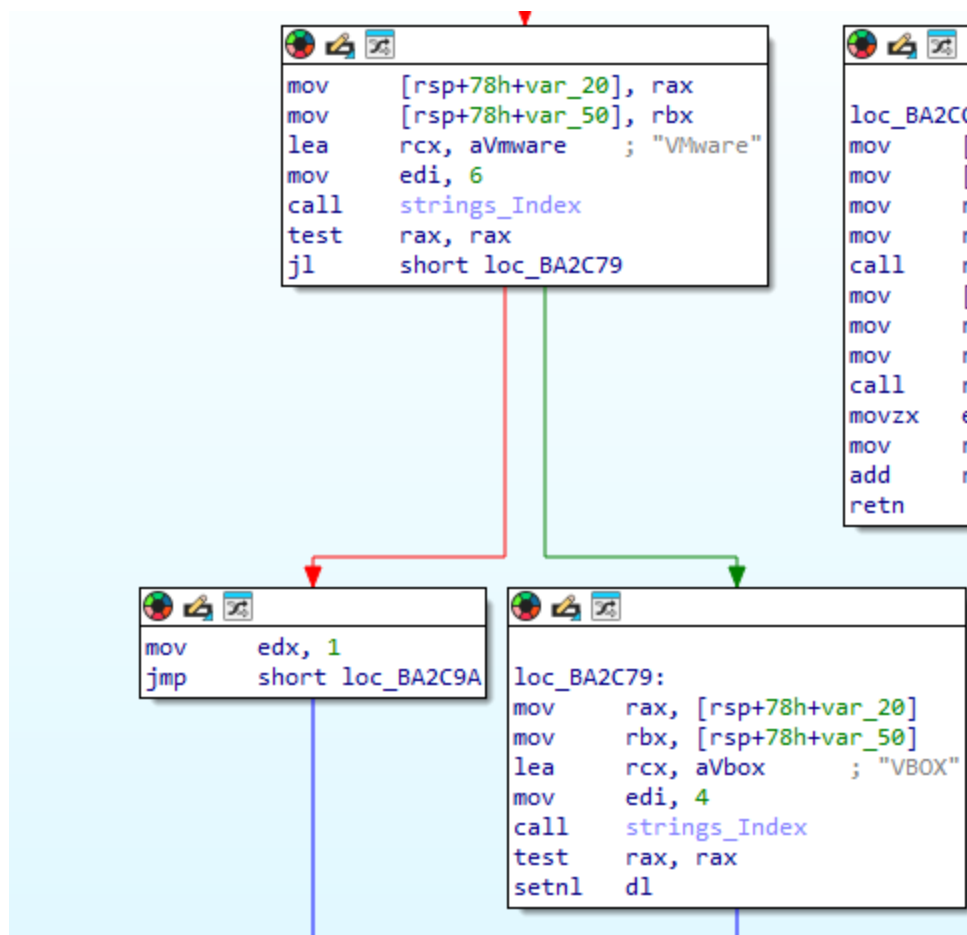 mov [rsp+78h+var_20], rax
mov [rsp+78h+var_50], rbx
lea rcx, aVmware ; "VMware"
mov edi, 6
call strings_Index
test rax, rax
jl short loc_BA2C79
mov
mov
mov
mov
call
mov
mov
mov
call
movzx
mov
add
retn
mov edx, 1
jmp short loc_BA2C9A
loc_BA2C79:
mov rax, [rsp+78h+var_20]
mov rbx, [rsp+78h+var_50]
lea rcx, aVbox ; "VBOX"
mov edi, 4
call strings_Index
test rax, rax
setnl dl